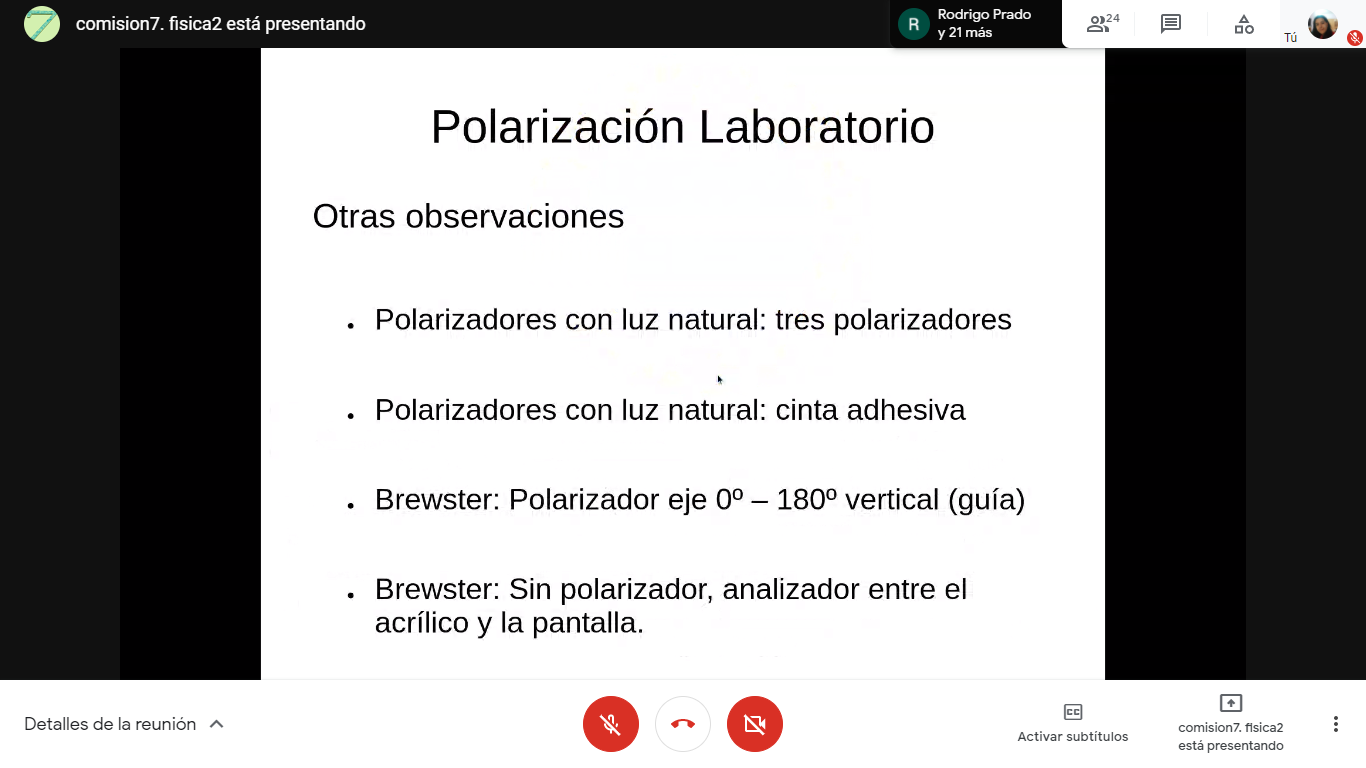 comision7. fisica2 está presentando
Rodrigo Prado
y 21 más
R
24
Tú
Polarización Laboratorio
Otras observaciones
Polarizadores con luz natural: tres polarizadores
Polarizadores con luz natural: cinta adhesiva
Brewster: Polarizador eje 0º – 180º vertical (guía)
Brewster: Sin polarizador, analizador entre el
acrílico y la pantalla.
Detalles de la reunión
CC
Activar subtítulos
comision7. fisica2
está presentando